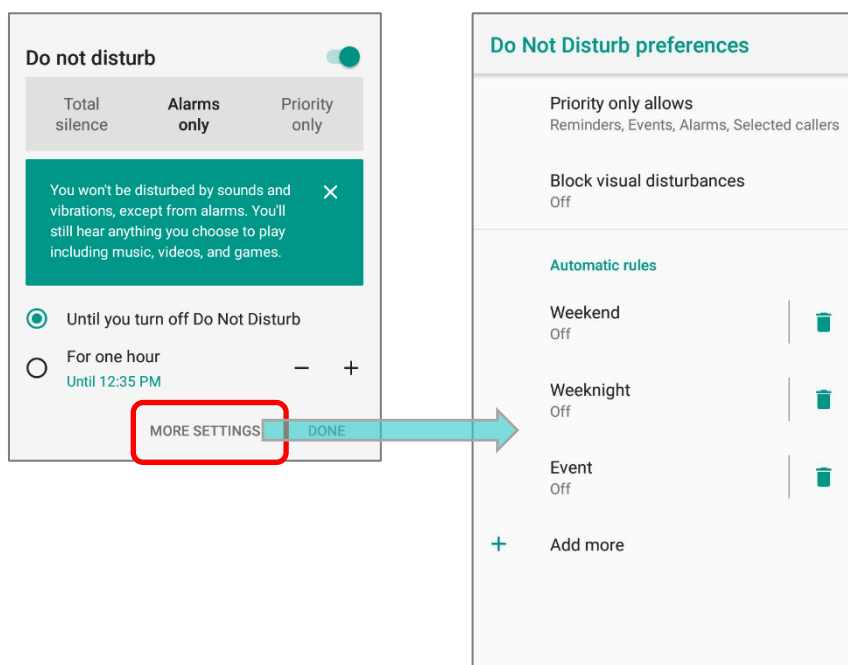 Do not disturb
Total silence
Alarms only
Priority only
You won't be disturbed by sounds and
vibrations, except from alarms. You'll
still hear anything you choose to play
including music, videos, and games.
Until you turn off Do Not Disturb
For one hour
Until 12:35 PM
MORE SETTINGS
DONE
Do Not Disturb preferences
Priority only allows
Reminders, Events, Alarms, Selected callers
Block visual disturbances
Off
Automatic rules
Weekend
Off
Weeknight
Off
Event
Off
Add more